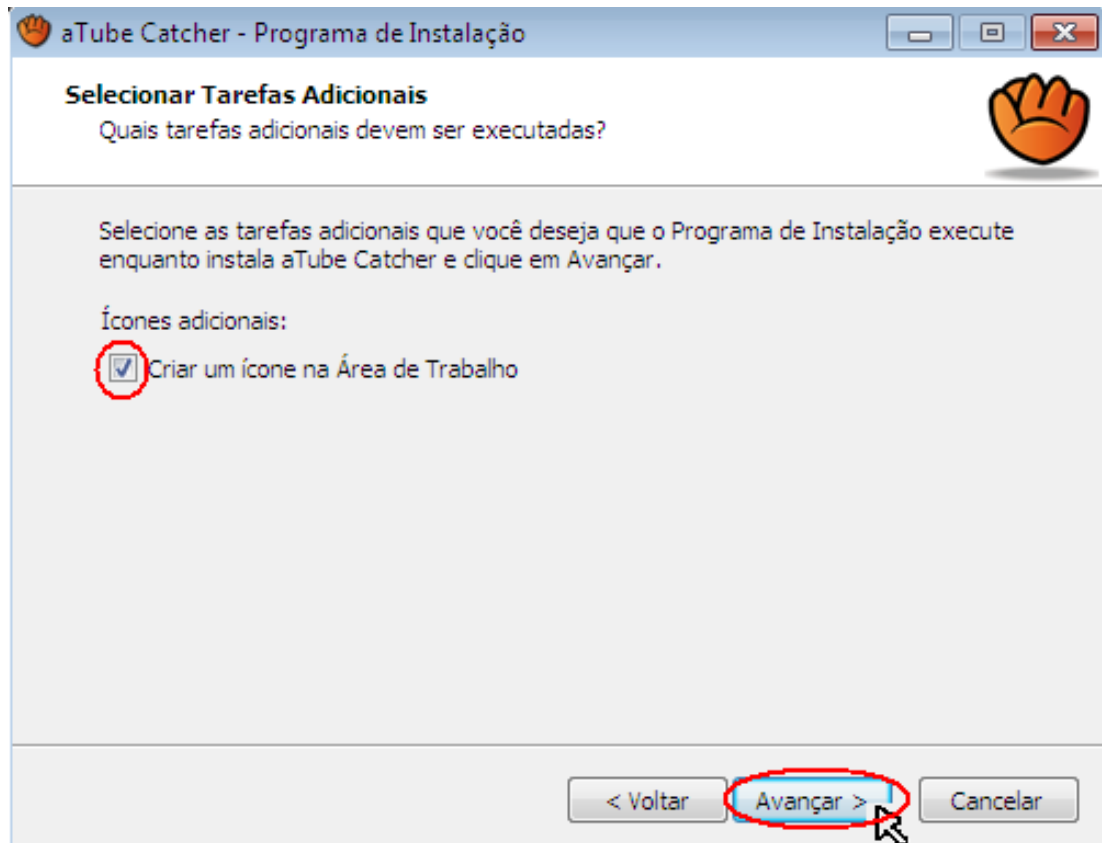 aTube Catcher - Programa de Instalação
Selecionar Tarefas Adicionais
Quais tarefas adicionais devem ser executadas?
Selecione as tarefas adicionais que você deseja que o Programa de Instalação execute
enquanto instala aTube Catcher e clique em Avançar.
Ícones adicionais:
Criar um ícone na Área de Trabalho
< Voltar
Avançar >
Cancelar